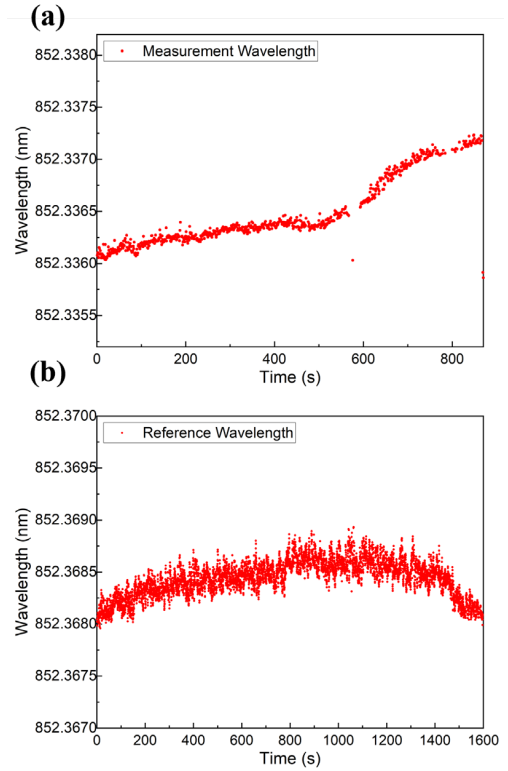 (a)
Measurement Wavelength
852.3380
852.3375
852.3370
852.3365
852.3360
852.3355
Wavelength (nm)
0 200 400 600 800
Time (s)
(b)
Reference Wavelength
852.3700
852.3695
852.3690
852.3685
852.3680
852.3675
852.3670
Wavelength (nm)
0 200 400 600 800 1000 1200 1400 1600
Time (s)